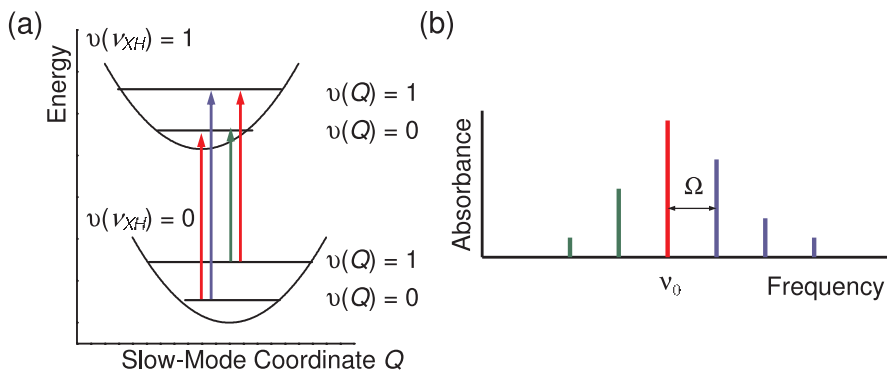 (a)
Energy
υ(νXH) = 1
υ(Q) = 1
υ(Q) = 0
υ(νXH) = 0
υ(Q) = 1
υ(Q) = 0
Slow-Mode Coordinate Q
(b)
Absorbance
Ω
ν0
Frequency